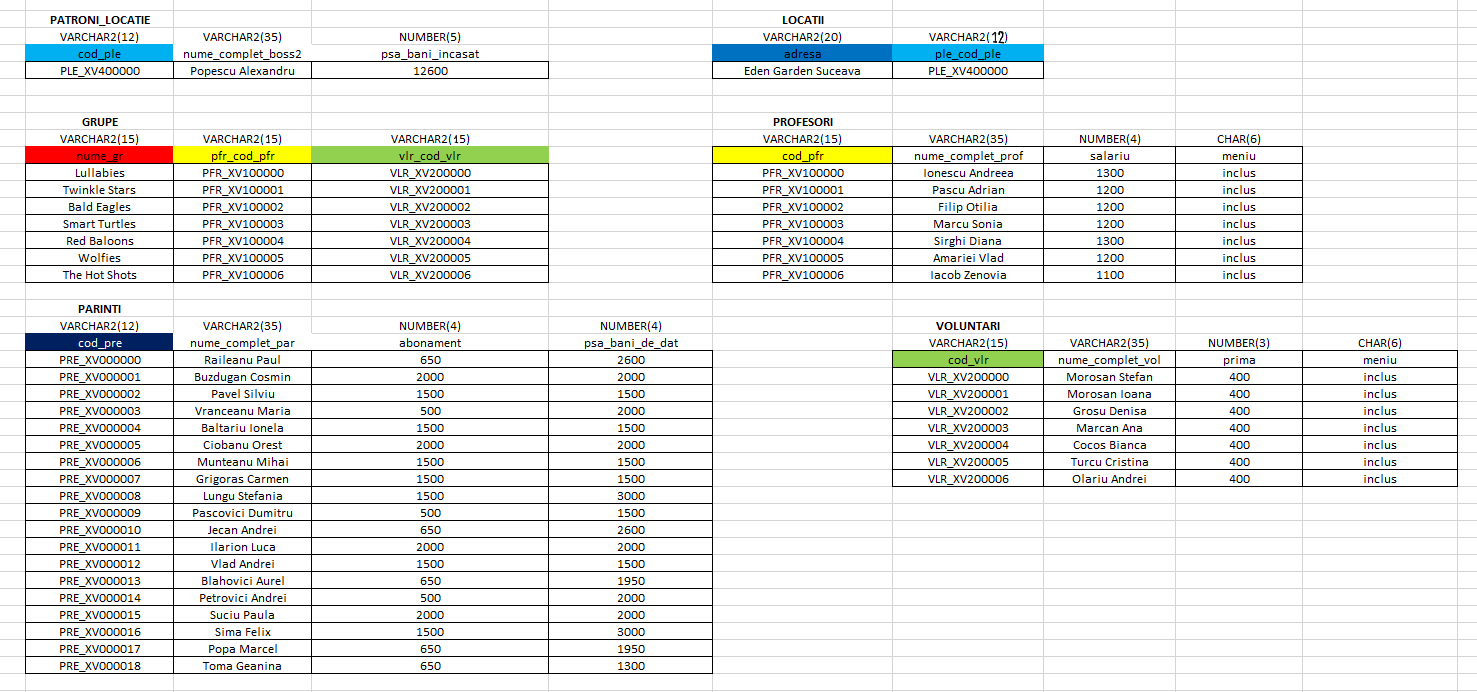 PATRONI_LOCATIE LOCATII
VARCHAR2(12) VARCHAR2(35) NUMBER(5) VARCHAR2(20) VARCHAR2(12)
cod_ple nume_complet_boss2 psa_bani_incasat adresa ple_cod_ple
PLE_XV400000 Popescu Alexandru 12600 Eden Garden Suceava PLE_XV400000
GRUPE PROFESORI
VARCHAR2(15) VARCHAR2(15) VARCHAR2(15) VARCHAR2(15) VARCHAR2(35) NUMBER(4) CHAR(6)
nume_gr pfr_cod_pfr vlr_cod_vlr cod_pfr nume_complet_prof salariu meniu
Lullabies PFR_XV100000 VLR_XV200000 PFR_XV100000 Ionescu Andreea 1300 inclus
Twinkle Stars PFR_XV100001 VLR_XV200001 PFR_XV100001 Pascu Adrian 1200 inclus
Bald Eagles PFR_XV100002 VLR_XV200002 PFR_XV100002 Filip Otilia 1200 inclus
Smart Turtles PFR_XV100003 VLR_XV200003 PFR_XV100003 Marcu Sonia 1200 inclus
Red Baloons PFR_XV100004 VLR_XV200004 PFR_XV100004 Sirghi Diana 1300 inclus
Wolfies PFR_XV100005 VLR_XV200005 PFR_XV100005 Amariei Vlad 1200 inclus
The Hot Shots PFR_XV100006 VLR_XV200006 PFR_XV100006 Iacob Zenovia 1100 inclus
PARINTI
VARCHAR2(12) VARCHAR2(35) NUMBER(4) NUMBER(4) VOLUNTARI
cod_pre nume_complet_par abonament psa_bani_de_dat VARCHAR2(15) VARCHAR2(35) NUMBER(3) CHAR(6)
PRE_XV000000 Raileanu Paul 650 2600 cod_vlr nume_complet_vol prima meniu
PRE_XV000001 Buzdugan Cosmin 2000 2000 VLR_XV200000 Morosan Stefan 400 inclus
PRE_XV000002 Pavel Silviu 1500 1500 VLR_XV200001 Morosan Ioana 400 inclus
PRE_XV000003 Vranceanu Maria 500 2000 VLR_XV200002 Grosu Denisa 400 inclus
PRE_XV000004 Baltariu Ionela 1500 1500 VLR_XV200003 Marcan Ana 400 inclus
PRE_XV000005 Ciobanu Orest 2000 2000 VLR_XV200004 Cocos Bianca 400 inclus
PRE_XV000006 Munteanu Mihai 1500 1500 VLR_XV200005 Turcu Cristina 400 inclus
PRE_XV000007 Grigoras Carmen 1500 1500 VLR_XV200006 Olariu Andrei 400 inclus
PRE_XV000008 Lungu Stefania 1500 3000
PRE_XV000009 Pascovici Dumitru 500 1500
PRE_XV000010 Jecan Andrei 650 2600
PRE_XV000011 Ilarion Luca 2000 2000
PRE_XV000012 Vlad Andrei 1500 1500
PRE_XV000013 Blahovici Aurel 650 1950
PRE_XV000014 Petrovici Andrei 500 2000
PRE_XV000015 Suciu Paula 2000 2000
PRE_XV000016 Sima Felix 1500 3000
PRE_XV000017 Popa Marcel 650 1950
PRE_XV000018 Toma Geanina 650 1300